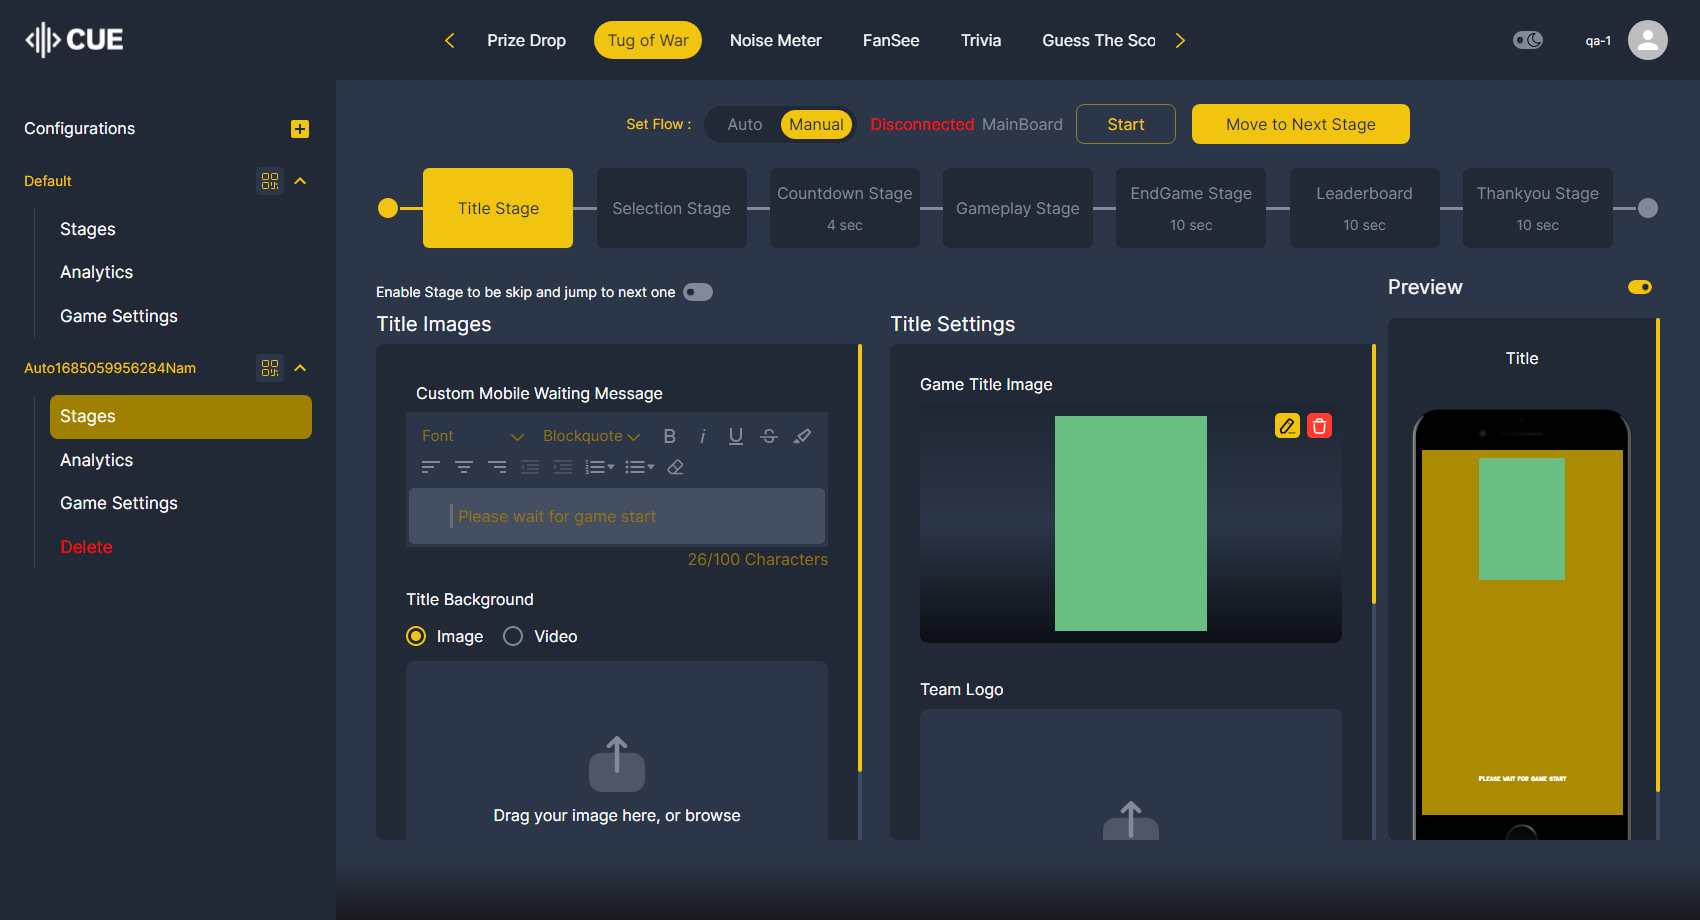 CUE
Prize Drop
Tug of War
Noise Meter
FanSee
Trivia
Guess The Sco
qa-1
Configurations
Default
Stages
Analytics
Game Settings
Auto1685059956284Nam
Stages
Analytics
Game Settings
Delete
Set Flow :
Auto
Manual
Disconnected MainBoard
Start
Move to Next Stage
Title Stage
Selection Stage
Countdown Stage
4 sec
Gameplay Stage
EndGame Stage
10 sec
Leaderboard
10 sec
Thankyou Stage
10 sec
Enable Stage to be skip and jump to next one
Title Images
Custom Mobile Waiting Message
Font
Blockquote
B
i
U
S
Please wait for game start
26/100 Characters
Title Background
Image
Video
Drag your image here, or browse
Title Settings
Game Title Image
Team Logo
Preview
Title
PLEASE WAIT FOR GAME START